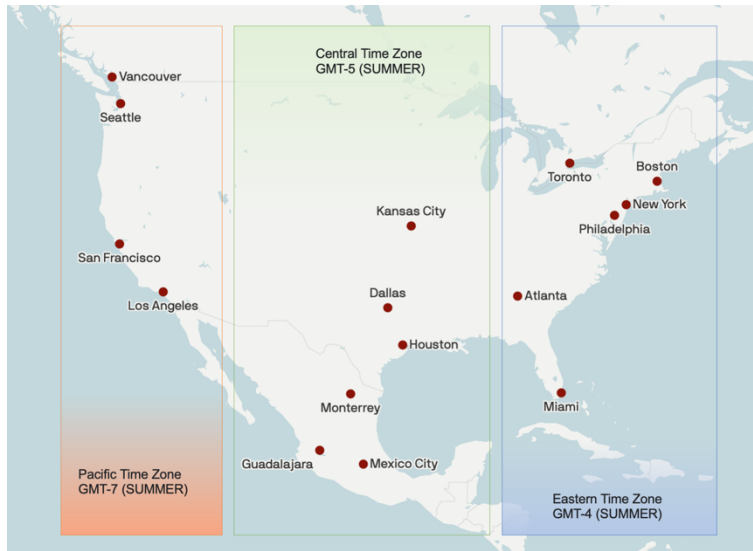 Central Time Zone
GMT-5 (SUMMER)
Vancouver
Seattle
Boston
Toronto
New York
Kansas City
Philadelphia
San Francisco
Dallas
Los Angeles
Atlanta
Houston
Monterrey
Miami
Guadalajara
Mexico City
Pacific Time Zone
GMT-7 (SUMMER)
Eastern Time Zone
GMT-4 (SUMMER)